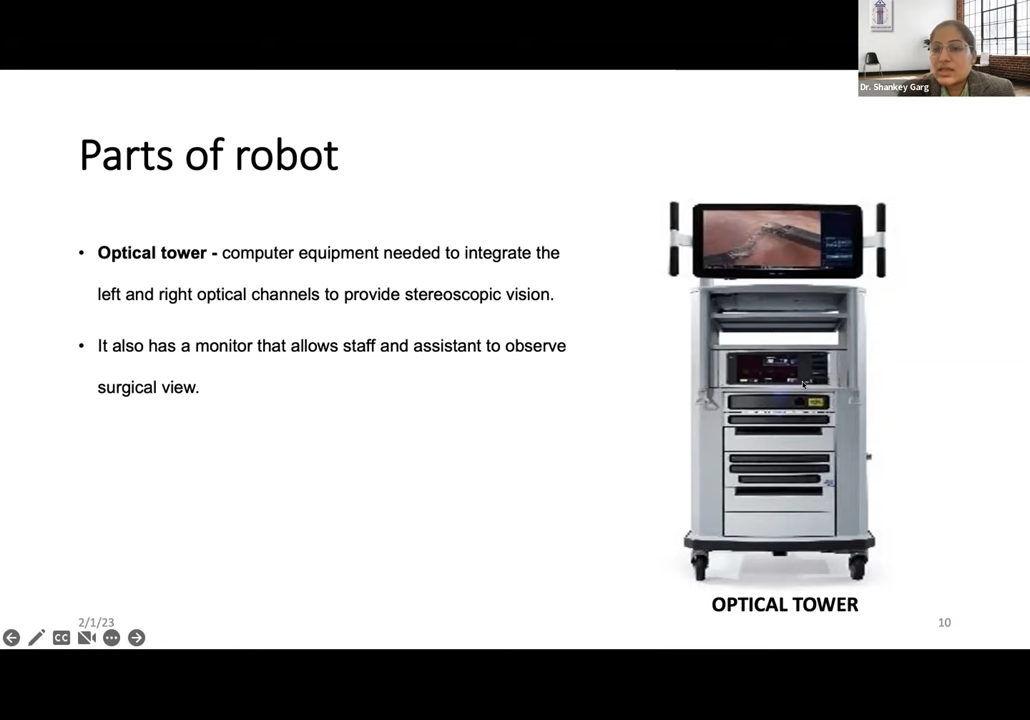 Dr. Shankey Garg
Parts of robot
• Optical tower - computer equipment needed to integrate the
left and right optical channels to provide stereoscopic vision.
• It also has a monitor that allows staff and assistant to observe
surgical view.
OPTICAL TOWER
2/1/23
10
CC